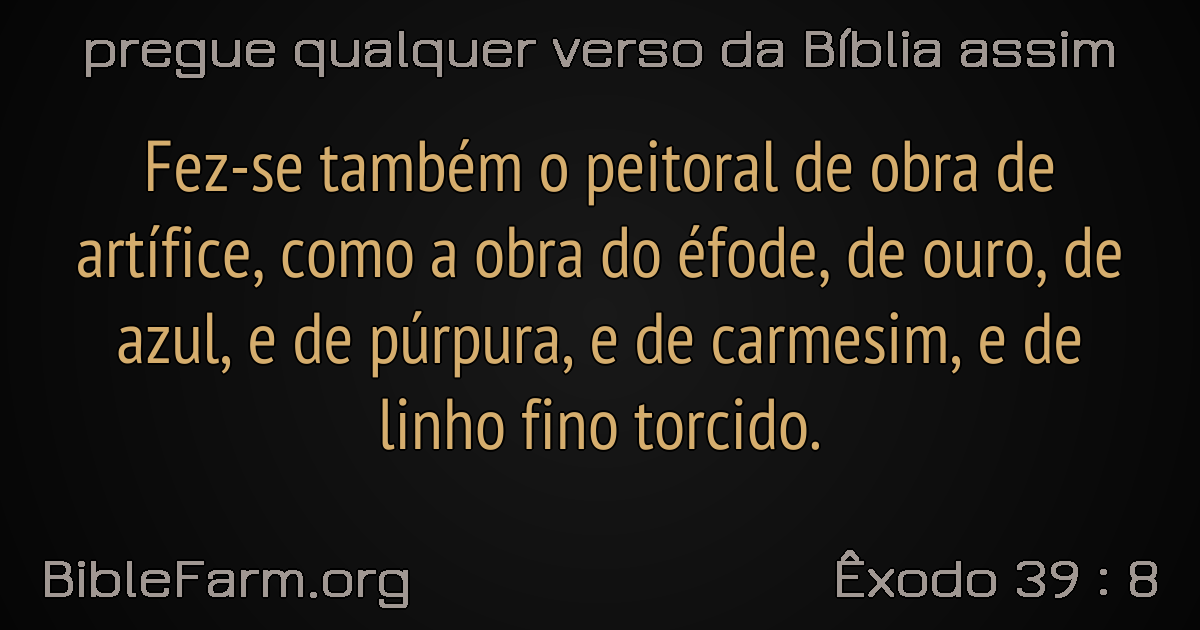 pregue qualquer verso da Bíblia assim
Fez-se também o peitoral de obra de
artífice, como a obra do éfode, de ouro, de
azul, e de púrpura, e de carmesim, e de
linho fino torcido.
BibleFarm.org
Êxodo 39 : 8